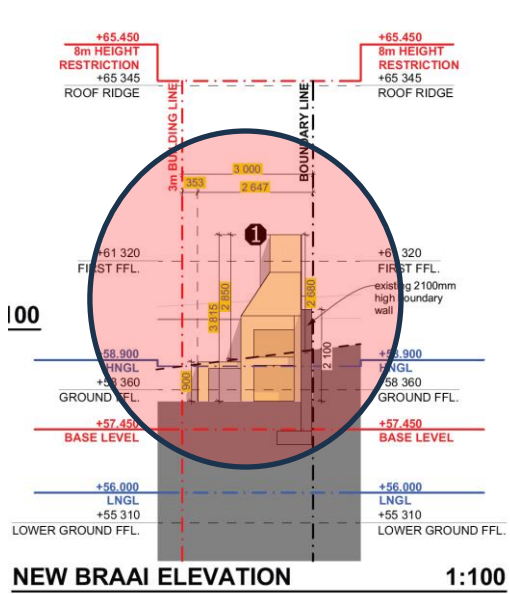 +65.450
8m HEIGHT
RESTRICTION
+65 345
ROOF RIDGE
+65.450
8m HEIGHT
RESTRICTION
+65 345
ROOF RIDGE
3m BUILDING LINE
BOUNDARY LINE
3 000
353
2 647
1
+61 320
FIRST FFL.
+61 320
FIRST FFL.
existing 2100mm
high boundary
wall
2 850
3 815
2 680
2 100
900
100
+58.900
HNGL
+58 360
GROUND FFL.
+58.900
HNGL
+58 360
GROUND FFL.
+57.450
BASE LEVEL
+57.450
BASE LEVEL
+56.000
LNGL
+55 310
LOWER GROUND FFL.
+56.000
LNGL
+55 310
LOWER GROUND FFL.
NEW BRAAI ELEVATION
1:100